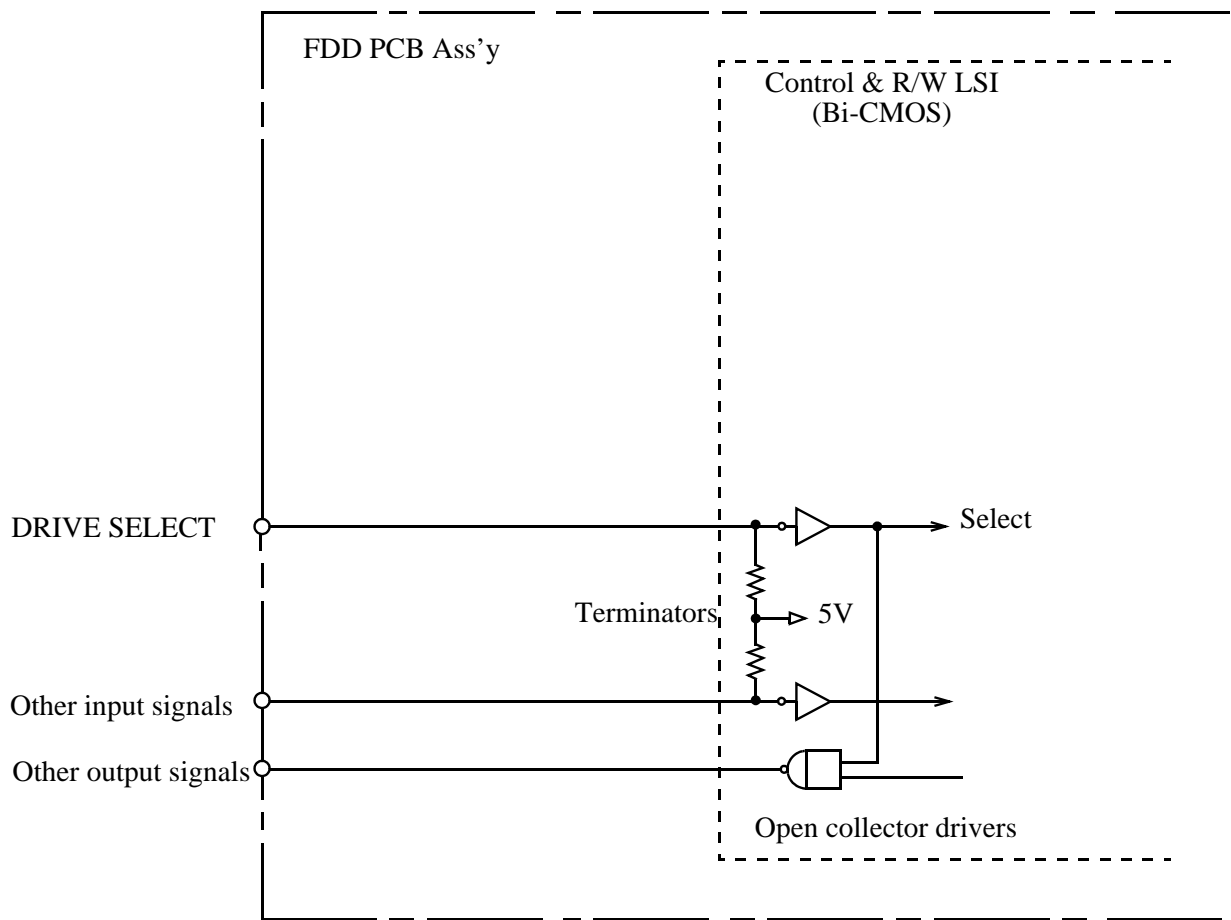 FDD PCB Ass’y
Control & R/W LSI
(Bi-CMOS)
DRIVE SELECT
Select
Terminators
5V
Other input signals
Other output signals
Open collector drivers